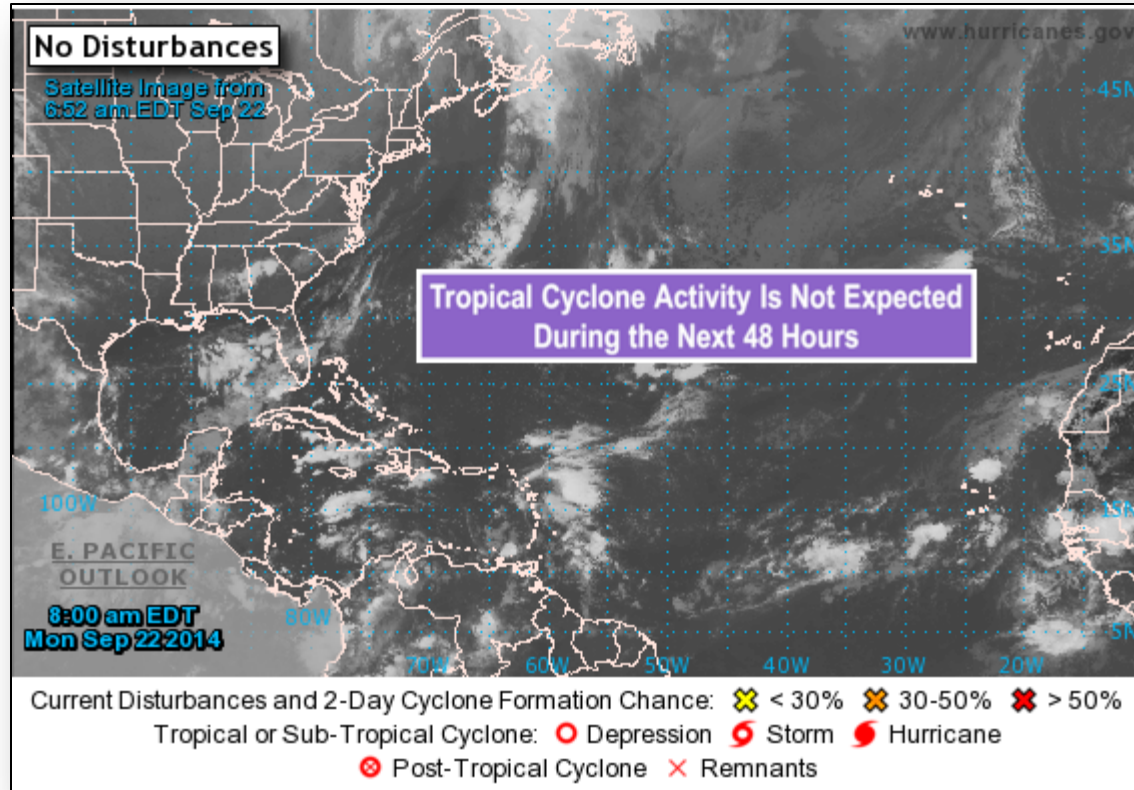 No Disturbances
www.hurricanes.gov
Satellite Image from
6:52 am EDT Sep 22
45N
35N
Tropical Cyclone Activity Is Not Expected
During the Next 48 Hours
25N
100W
15N
E. PACIFIC
OUTLOOK
8:00 am EDT
Mon Sep 22 2014
80W
5N
70W 60W 50W 40W 30W 20W
Current Disturbances and 2-Day Cyclone Formation Chance: < 30% 30-50% > 50%
Tropical or Sub-Tropical Cyclone: Depression Storm Hurricane
Post-Tropical Cyclone Remnants